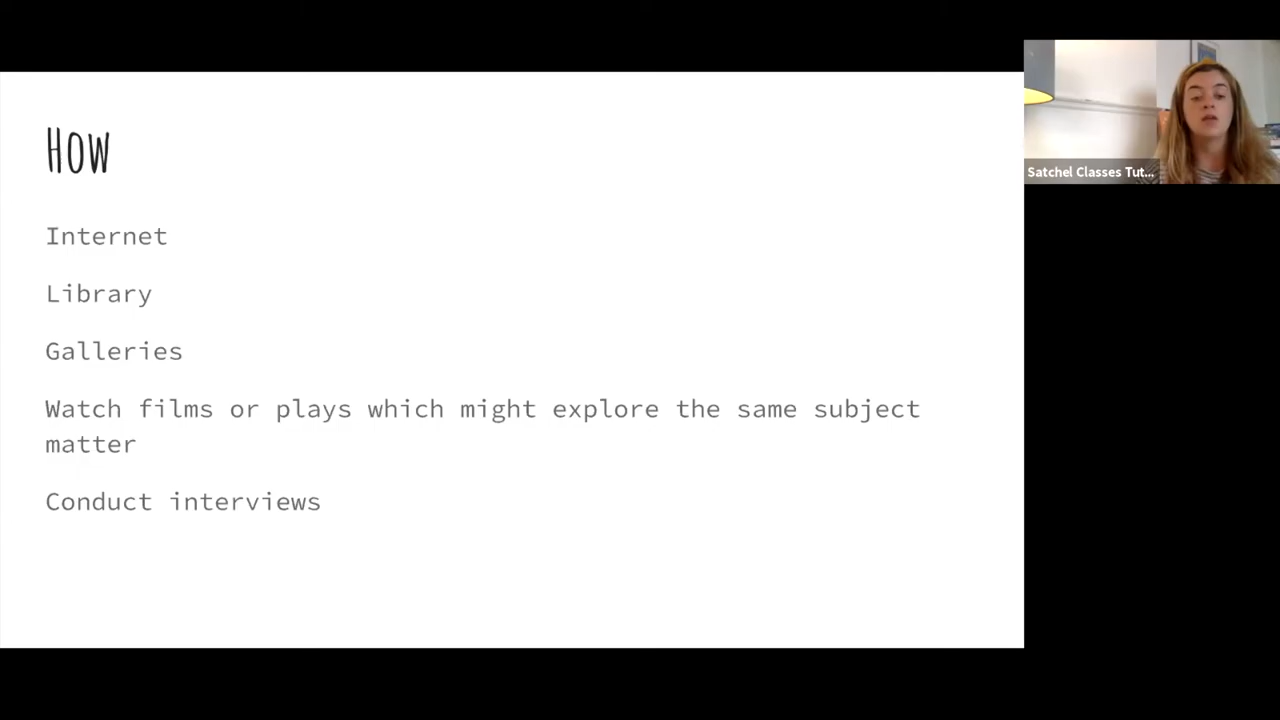 How
Internet
Library
Galleries
Watch films or plays which might explore the same subject
matter
Conduct interviews
Satchel Classes Tut...